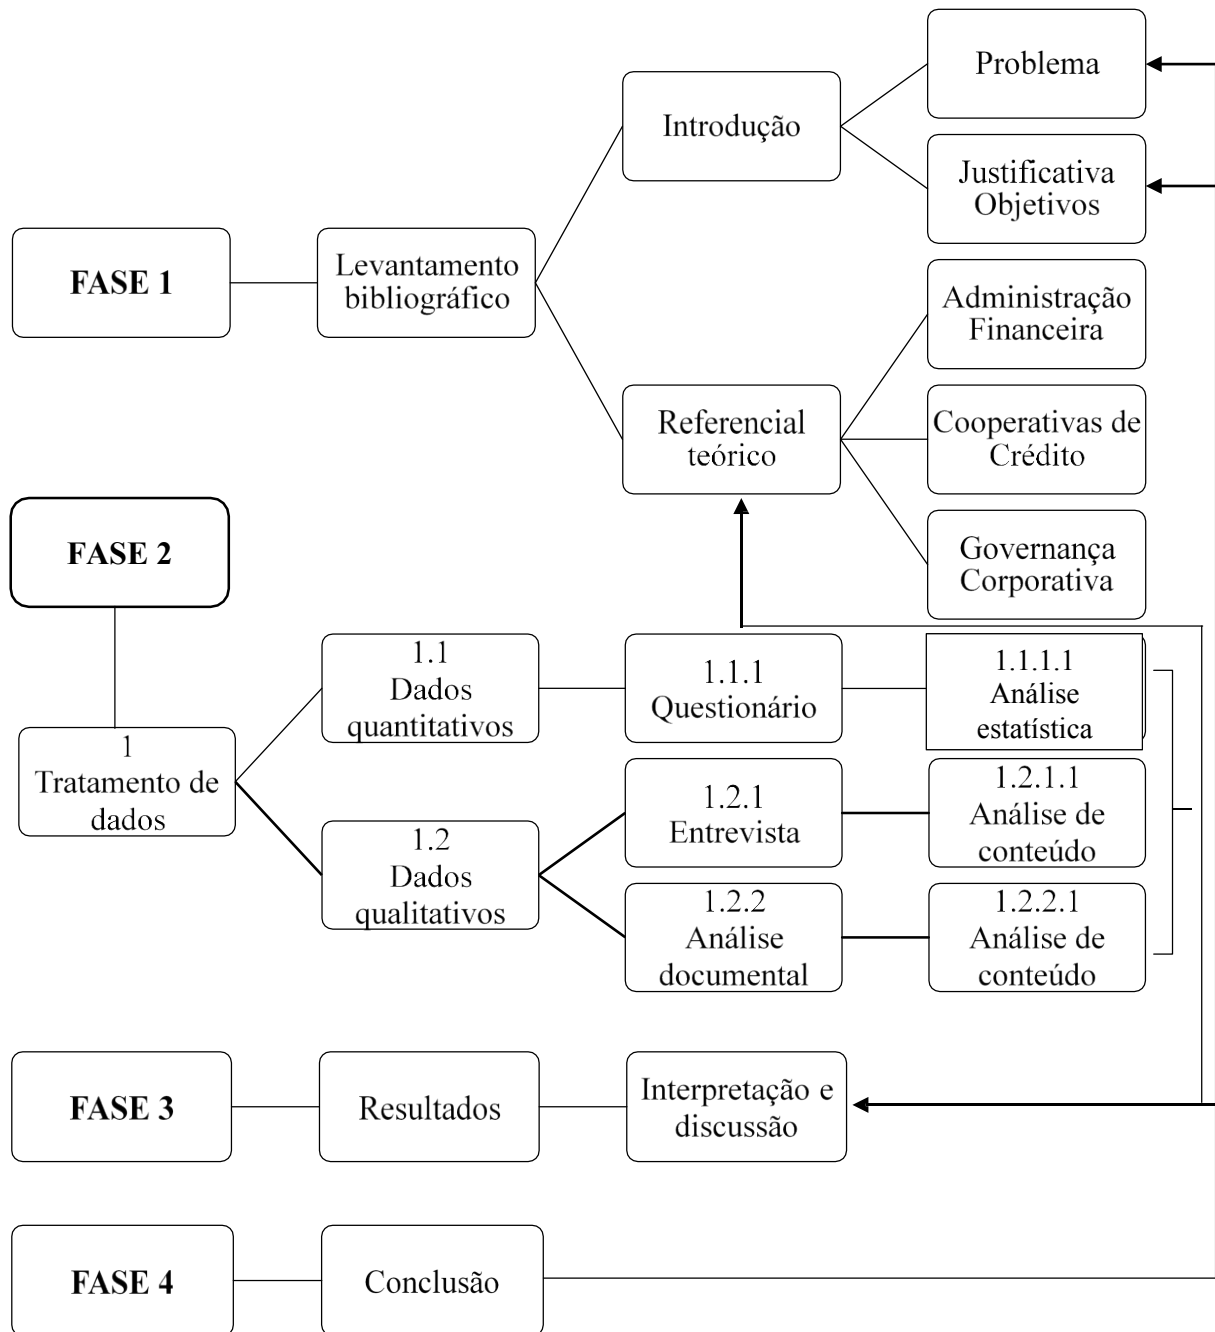 FASE 1
Levantamento
bibliográfico
Introdução
Problema
Justificativa
Objetivos
Referencial
teórico
Administração
Financeira
Cooperativas de
Crédito
Governança
Corporativa
FASE 2
1
Tratamento de
dados
1.1
Dados
quantitativos
1.1.1
Questionário
1.1.1.1
Análise
estatística
1.2
Dados
qualitativos
1.2.1
Entrevista
1.2.1.1
Análise de
conteúdo
1.2.2
Análise
documental
1.2.2.1
Análise de
conteúdo
FASE 3
Resultados
Interpretação e
discussão
FASE 4
Conclusão